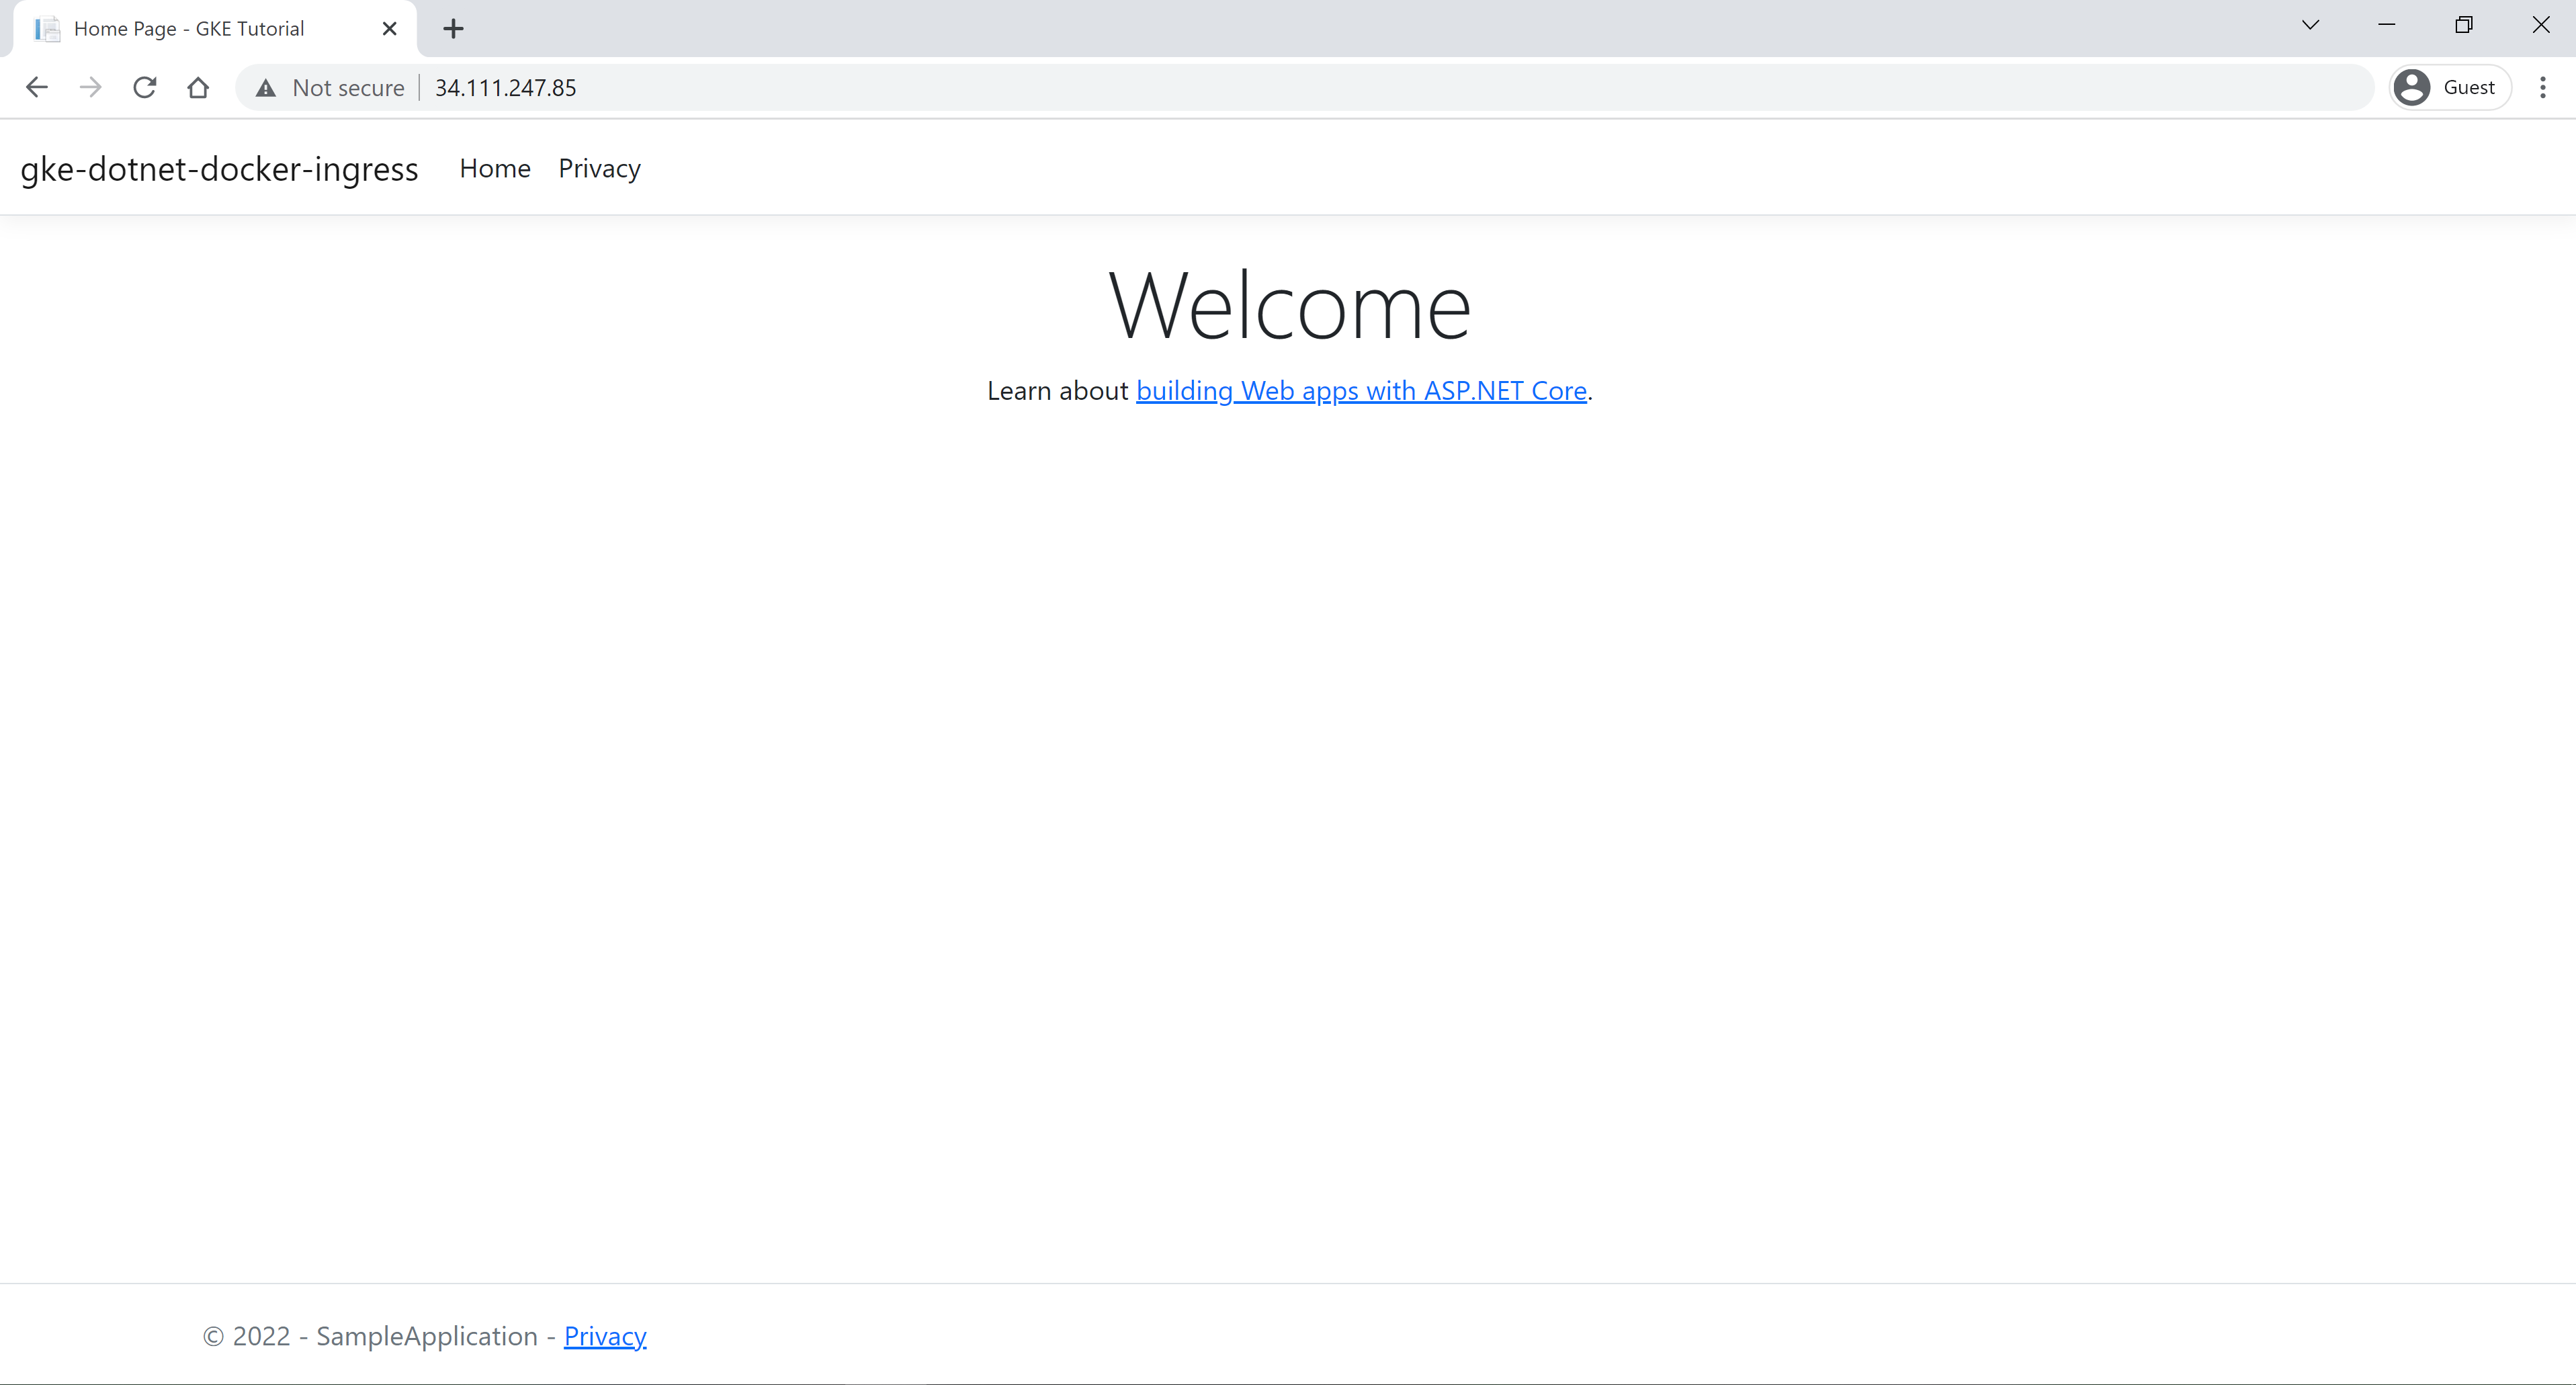 Home Page - GKE Tutorial
Not secure 34.111.247.85 Guest
gke-dotnet-docker-ingress Home Privacy
Welcome
Learn about building Web apps with ASP.NET Core.
© 2022 - SampleApplication - Privacy